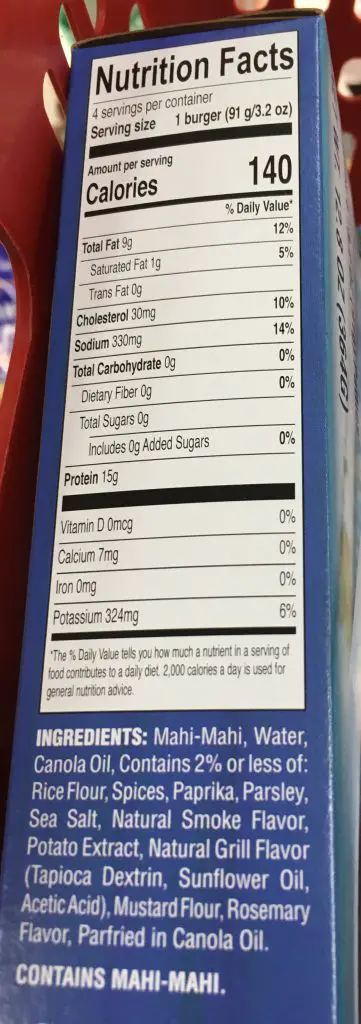 Nutrition Facts
4 servings per container
Serving size 1 burger (91 g/3.2 oz)
Amount per serving
Calories 140
% Daily Value*
Total Fat 9g 12%
Saturated Fat 1g 5%
Trans Fat 0g
Cholesterol 30mg 10%
Sodium 330mg 14%
Total Carbohydrate 0g 0%
Dietary Fiber 0g 0%
Total Sugars 0g
Includes 0g Added Sugars 0%
Protein 15g
Vitamin D 0mcg 0%
Calcium 7mg 0%
Iron 0mg 0%
Potassium 324mg 6%
*The % Daily Value tells you how much a nutrient in a serving of
food contributes to a daily diet. 2,000 calories a day is used for
general nutrition advice.
INGREDIENTS: Mahi-Mahi, Water,
Canola Oil, Contains 2% or less of:
Rice Flour, Spices, Paprika, Parsley,
Sea Salt, Natural Smoke Flavor,
Potato Extract, Natural Grill Flavor
(Tapioca Dextrin, Sunflower Oil,
Acetic Acid), Mustard Flour, Rosemary
Flavor, Parfried in Canola Oil.
CONTAINS MAHI-MAHI.